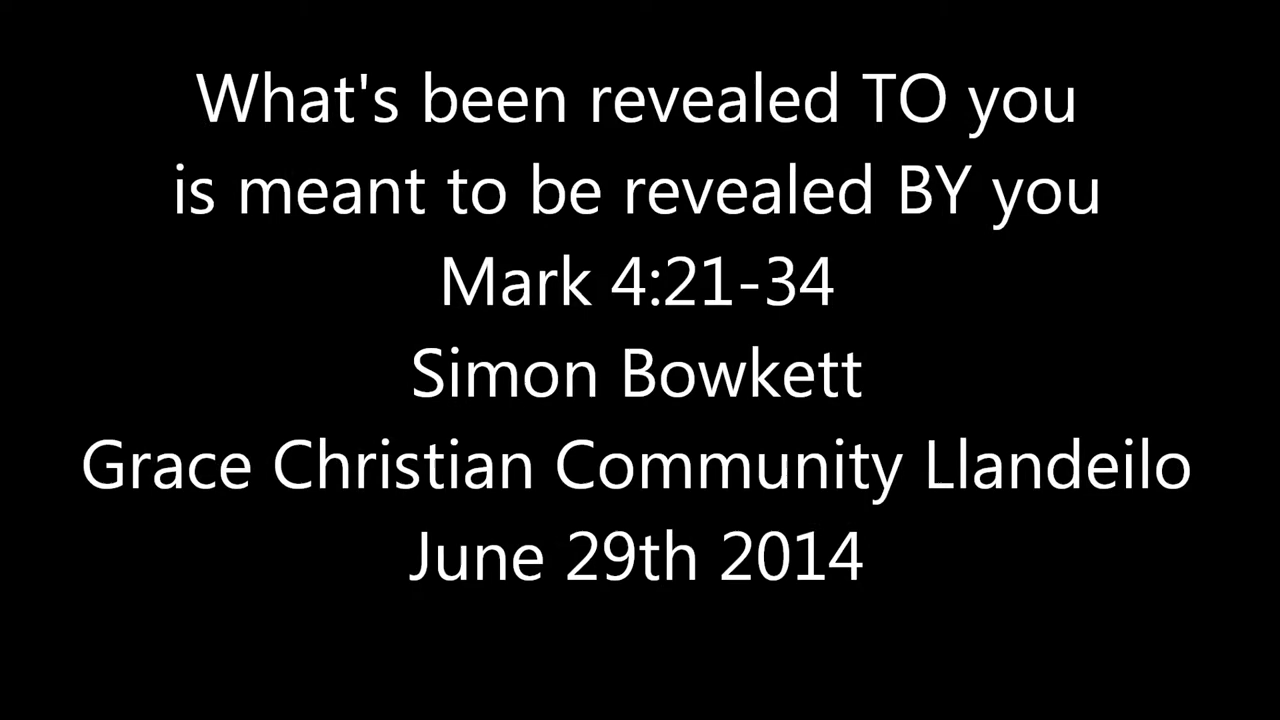 What's been revealed TO you
is meant to be revealed BY you
Mark 4:21-34
Simon Bowkett
Grace Christian Community Llandeilo
June 29th 2014